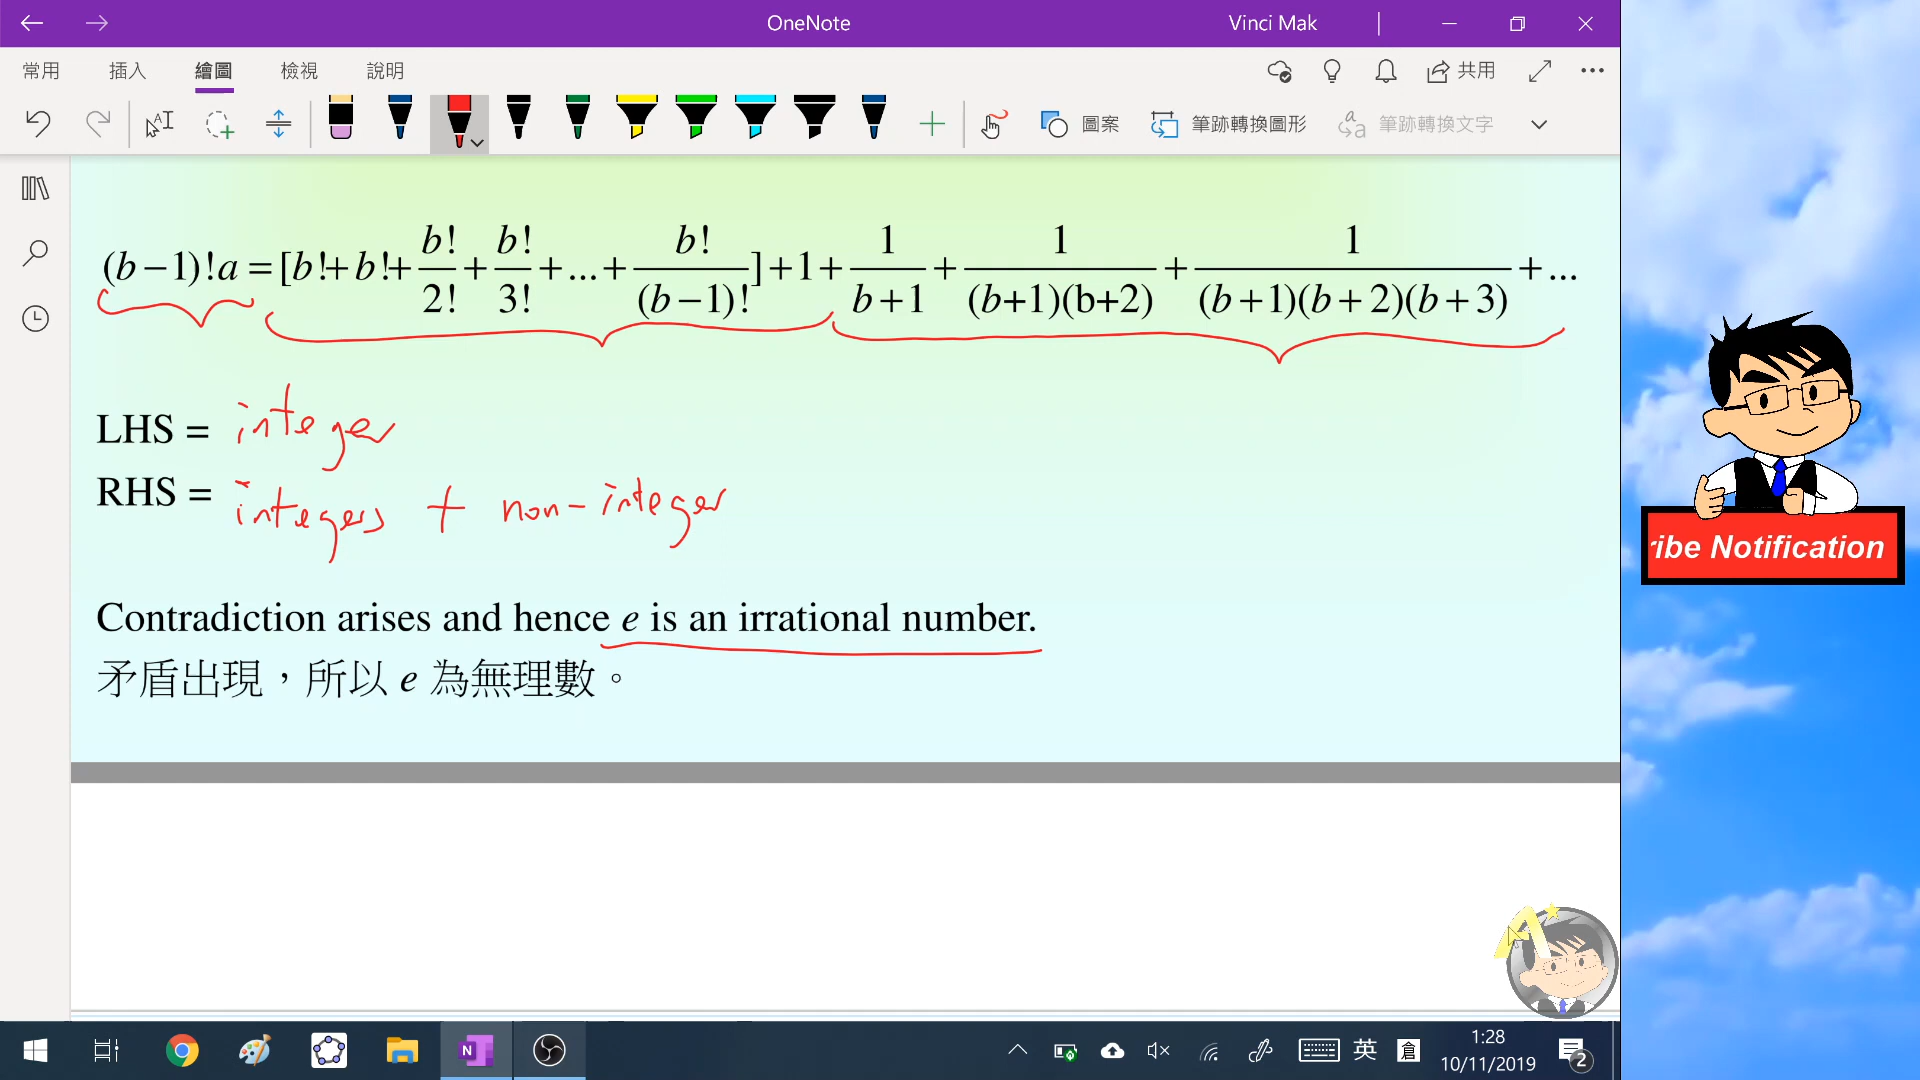 OneNote
Vinci Mak
常用 插入 繪圖 檢視 說明
共用
圖案 筆跡轉換圖形 筆跡轉換文字
(b−1)!a = [b!+b!+ b!/2! + b!/3! +...+ b!/(b−1)!]+1+ 1/(b+1) + 1/((b+1)(b+2)) + 1/((b+1)(b+2)(b+3)) +...
LHS = integer
RHS = integers + non-integer
Contradiction arises and hence e is an irrational number.
矛盾出現，所以 e 為無理數。
ribe Notification
A
N
英 倉
1:28
10/11/2019
2